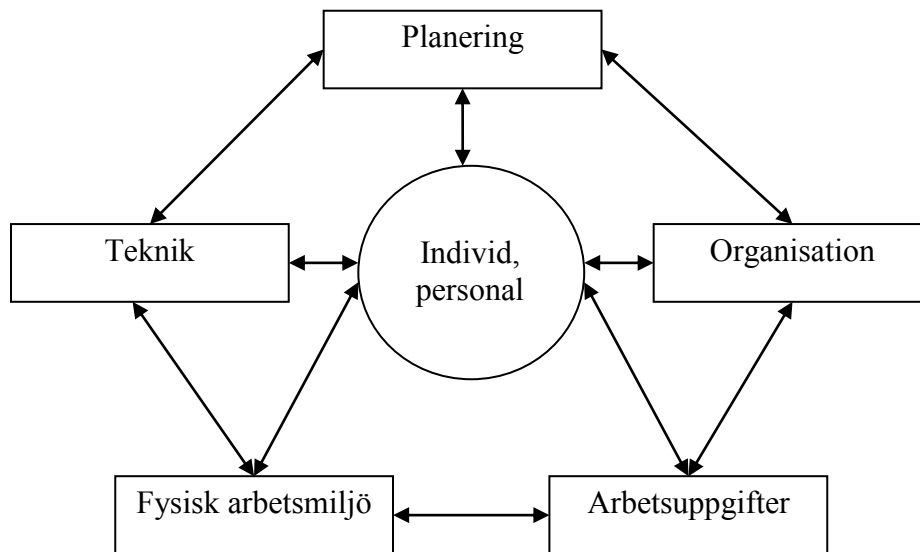 Planering
Teknik
Individ,
personal
Organisation
Fysisk arbetsmiljö
Arbetsuppgifter